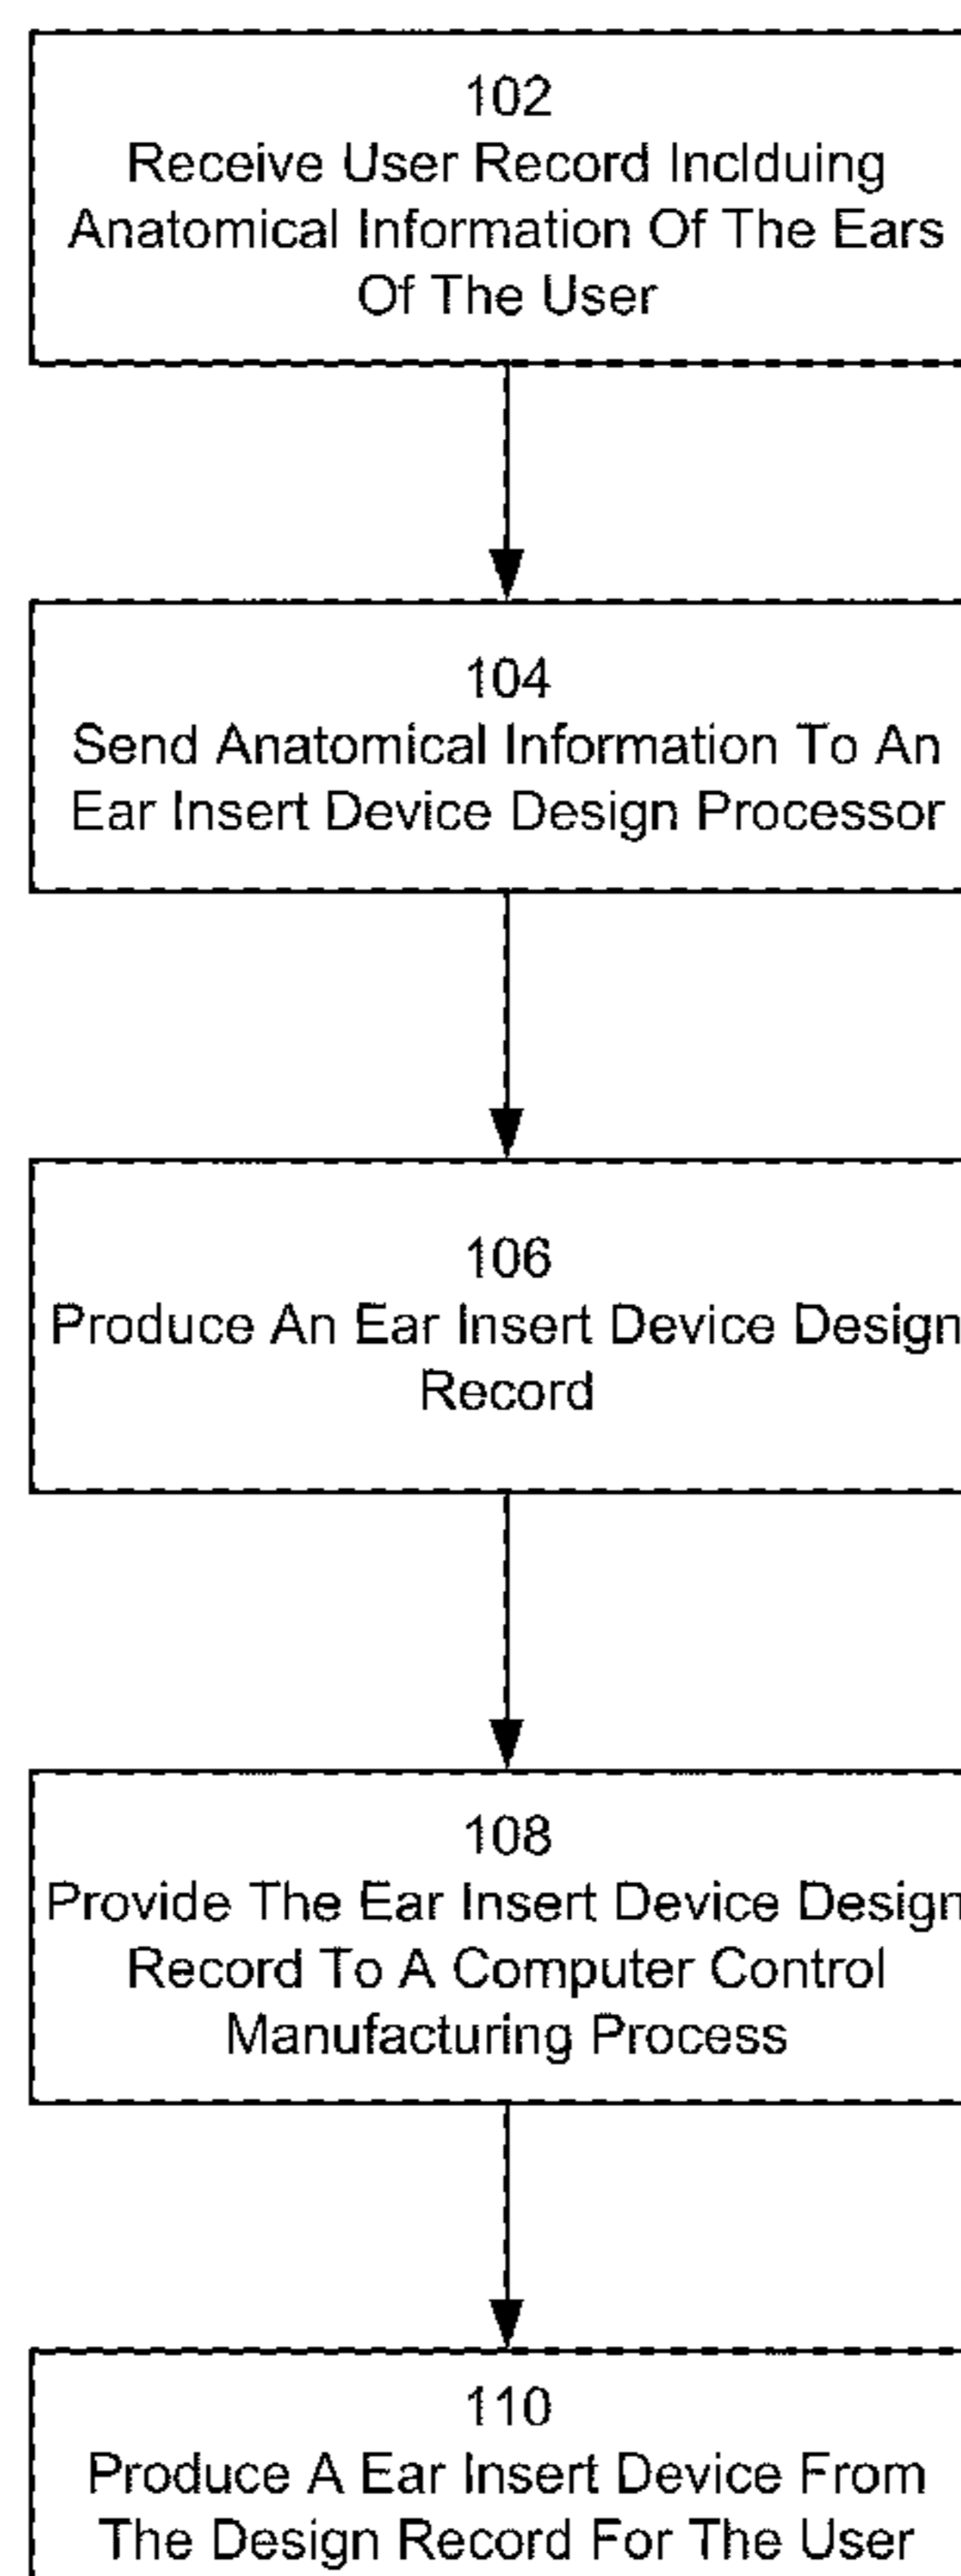 102
Receive User Record Inclduing
Anatomical Information Of The Ears
Of The User
104
Send Anatomical Information To An
Ear Insert Device Design Processor
106
Produce An Ear Insert Device Design
Record
108
Provide The Ear Insert Device Design
Record To A Computer Control
Manufacturing Process
110
Produce A Ear Insert Device From
The Design Record For The User